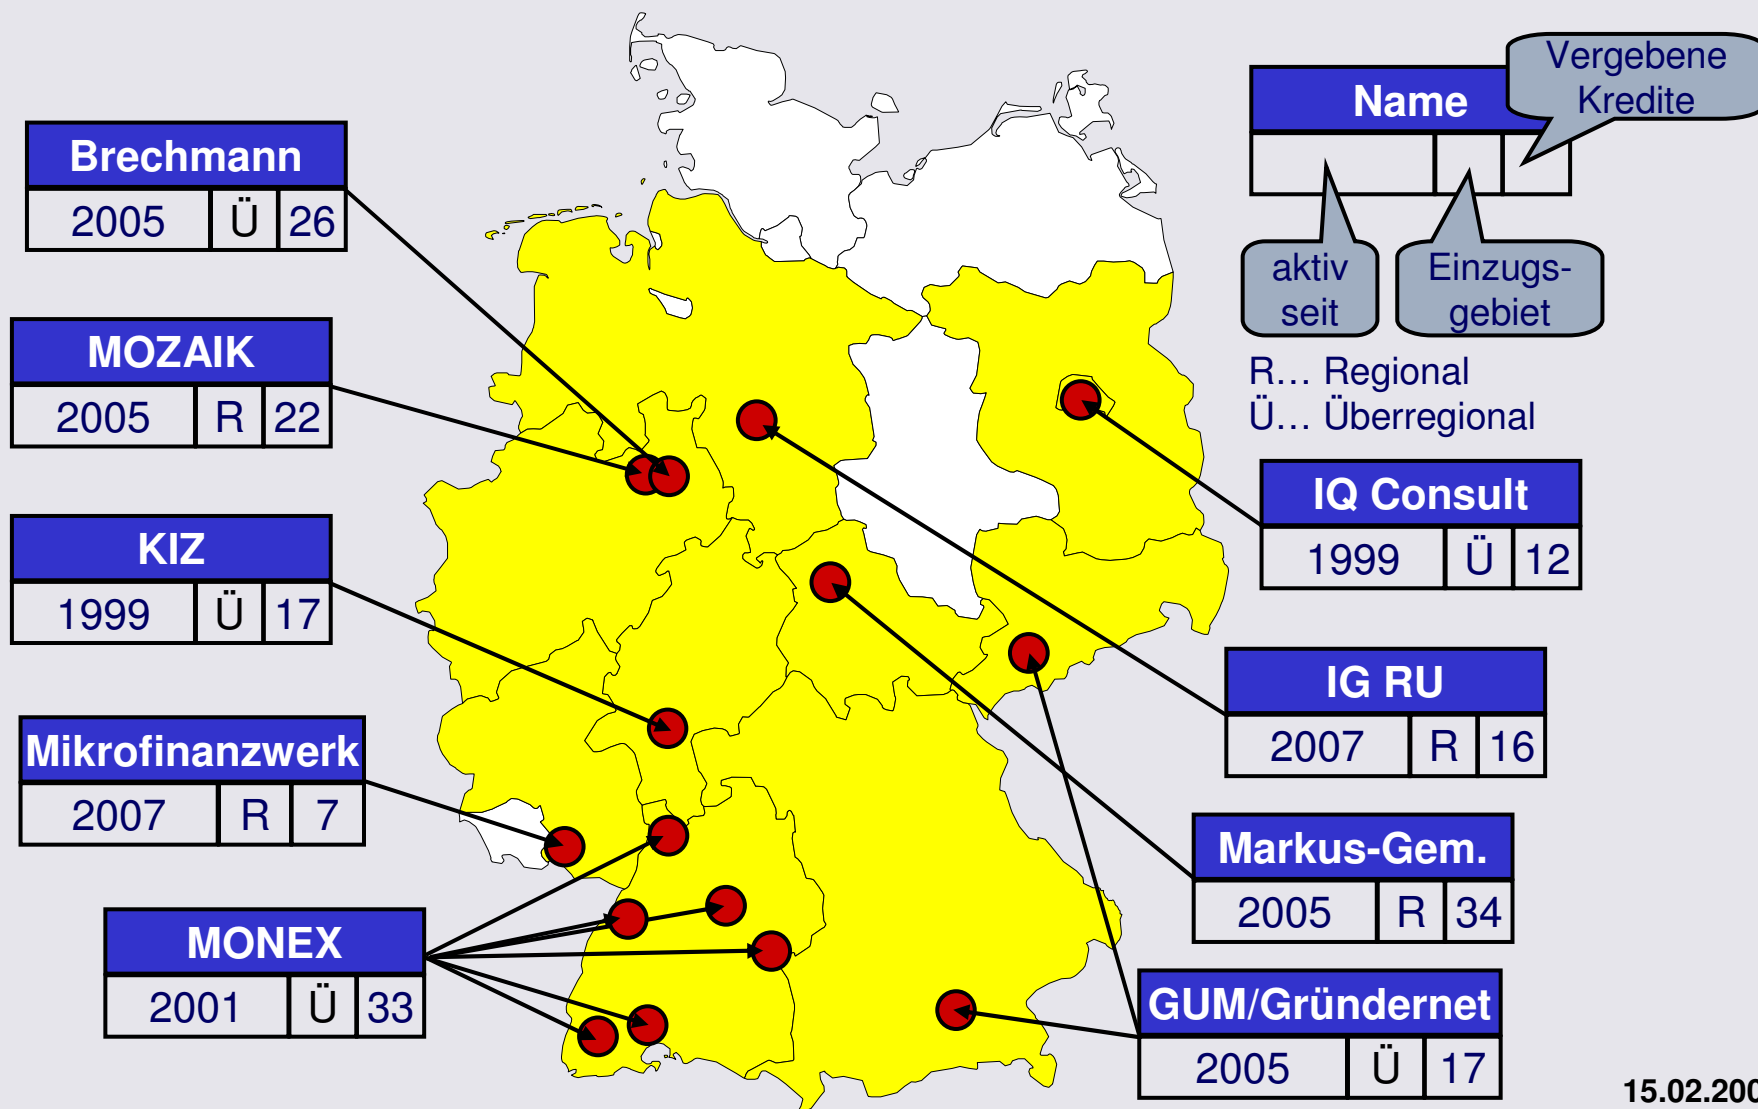 Brechmann
2005 Ü 26
MOZAIK
2005 R 22
KIZ
1999 Ü 17
Mikrofinanzwerk
2007 R 7
MONEX
2001 Ü 33
Name
Vergebene
Kredite
aktiv
seit
Einzugs-
gebiet
R... Regional
Ü... Überregional
IQ Consult
1999 Ü 12
IG RU
2007 R 16
Markus-Gem.
2005 R 34
GUM/Gründernet
2005 Ü 17